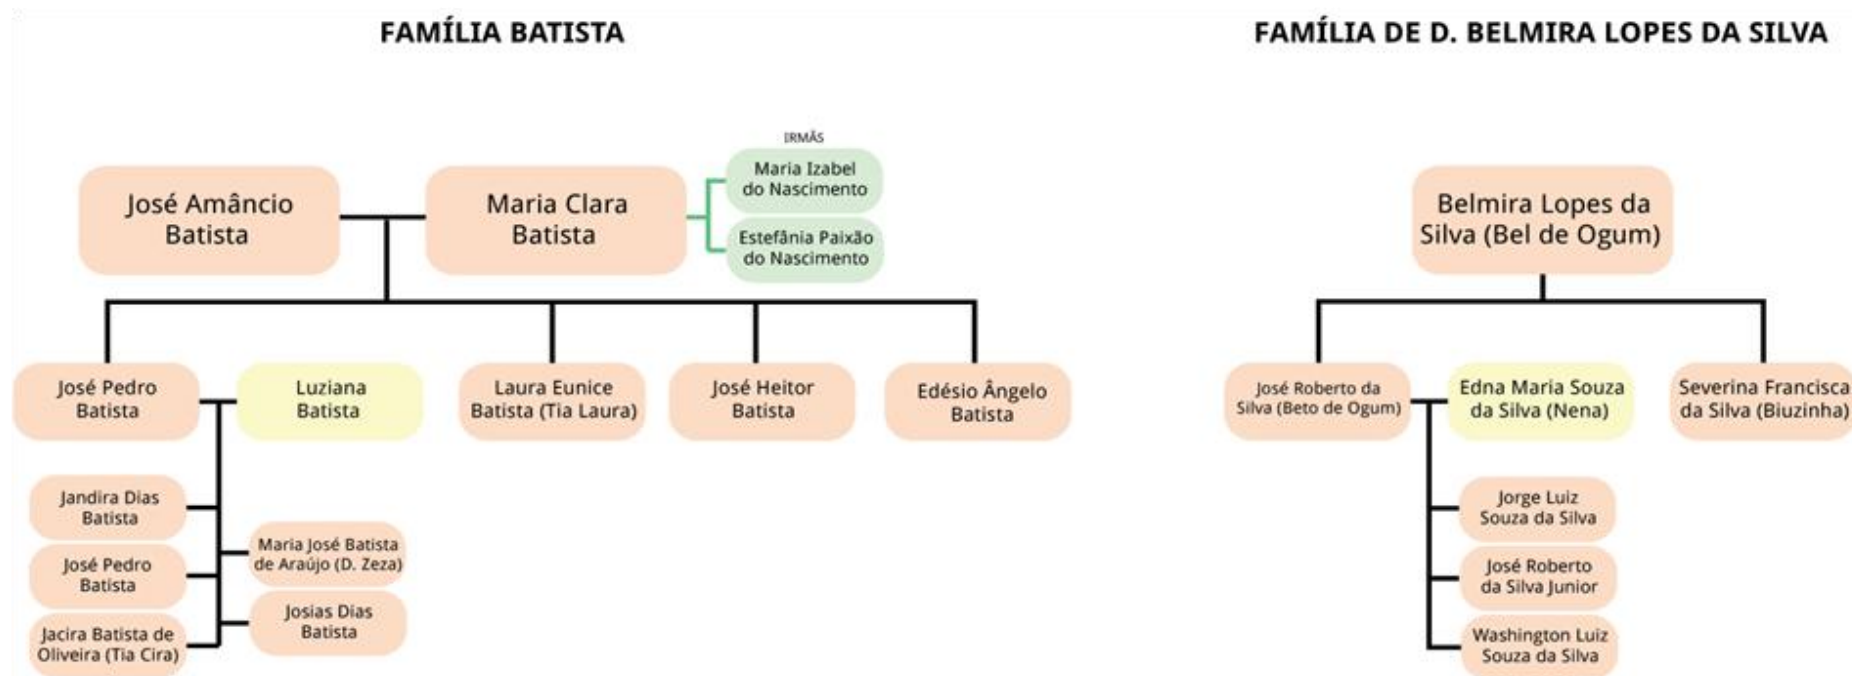 FAMÍLIA BATISTA
IRMÃS
Maria Izabel
do Nascimento
José Amâncio
Batista
Maria Clara
Batista
Estefânia Paixão
do Nascimento
José Pedro
Batista
Luziana
Batista
Laura Eunice
Batista (Tia Laura)
José Heitor
Batista
Edésio Ângelo
Batista
Jandira Dias
Batista
José Pedro
Batista
Jacira Batista de
Oliveira (Tia Cira)
Maria José Batista
de Araújo (D. Zeza)
Josias Dias
Batista
FAMÍLIA DE D. BELMIRA LOPES DA SILVA
Belmira Lopes da
Silva (Bel de Ogum)
José Roberto da
Silva (Beto de Ogum)
Edna Maria Souza
da Silva (Nena)
Severina Francisca
da Silva (Biuzinha)
Jorge Luiz
Souza da Silva
José Roberto
da Silva Junior
Washington Luiz
Souza da Silva